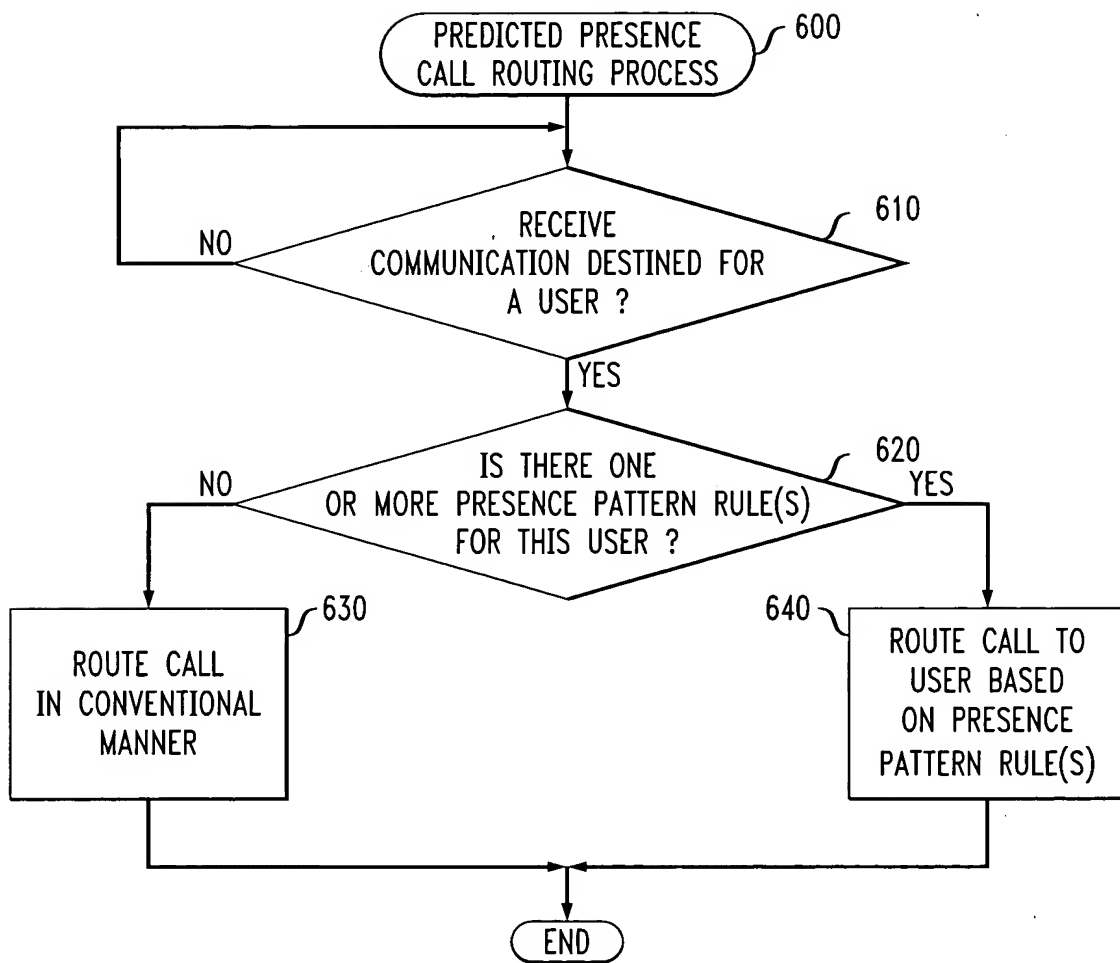 PREDICTED PRESENCE
CALL ROUTING PROCESS
600
RECEIVE
COMMUNICATION DESTINED FOR
A USER ?
610
NO
YES
IS THERE ONE
OR MORE PRESENCE PATTERN RULE(S)
FOR THIS USER ?
620
NO
YES
630
ROUTE CALL
IN CONVENTIONAL
MANNER
640
ROUTE CALL TO
USER BASED
ON PRESENCE
PATTERN RULE(S)
END